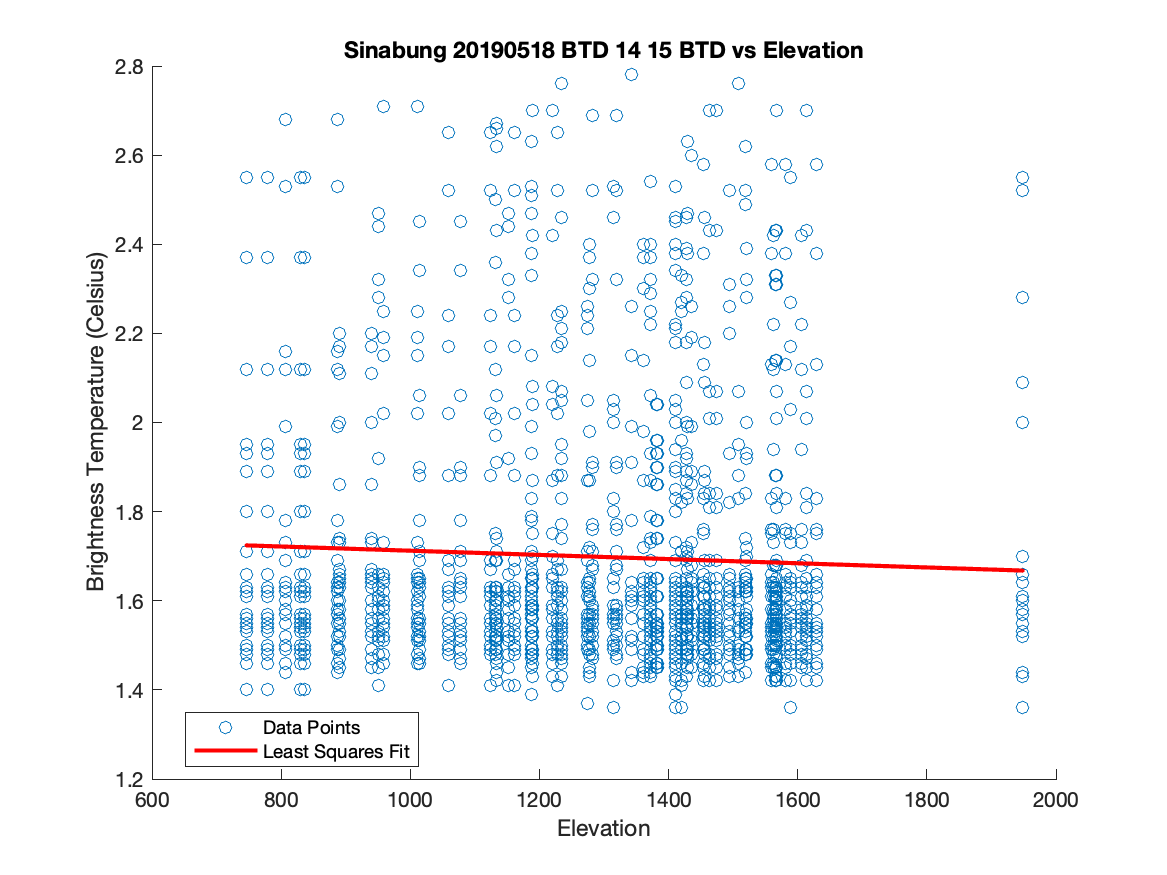 Sinabung 20190518 BTD 14 15 BTD vs Elevation
Brightness Temperature (Celsius)
2.8
2.6
2.4
2.2
2
1.8
1.6
1.4
1.2
Data Points
Least Squares Fit
600 800 1000 1200 1400 1600 1800 2000
Elevation